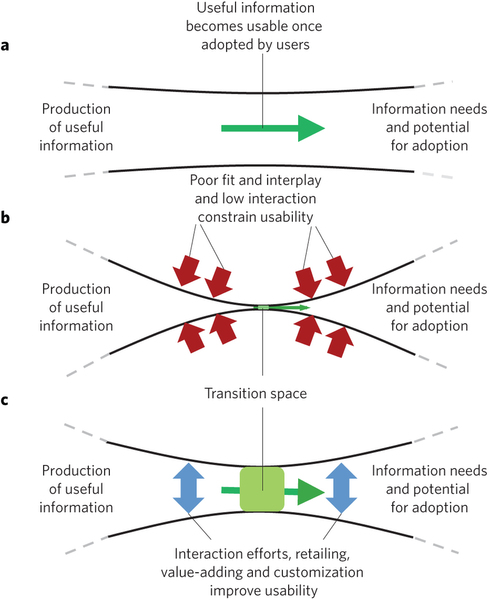 Useful information
becomes usable once
adopted by users
a
Production
of useful
information
Information needs
and potential
for adoption
Poor fit and interplay
and low interaction
constrain usability
b
Production
of useful
information
Information needs
and potential
for adoption
Transition space
c
Production
of useful
information
Information needs
and potential
for adoption
Interaction efforts, retailing,
value-adding and customization
improve usability